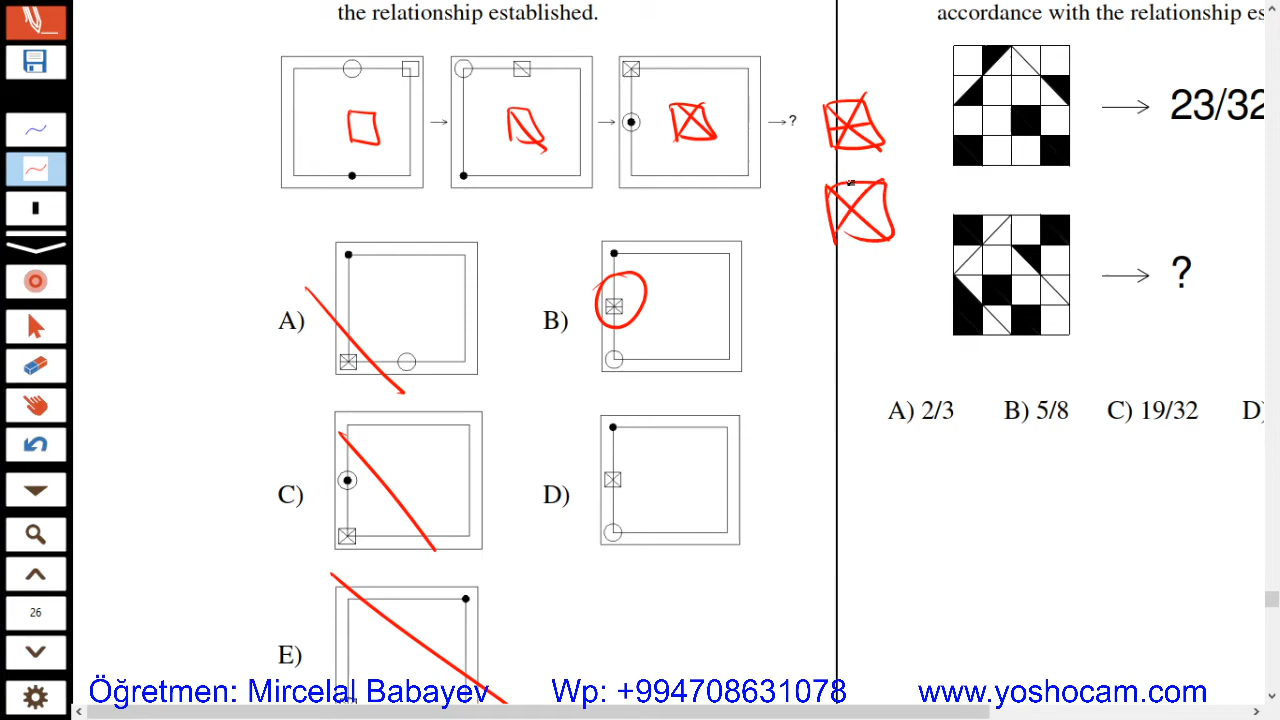 the relationship established.
accordance with the relationship es
→?
→ 23/32
→ ?
A)
B)
C)
D)
E)
A) 2/3 B) 5/8 C) 19/32 D)
26
Öğretmen: Mircelal Babayev Wp: +994708631078 www.yoshocam.com